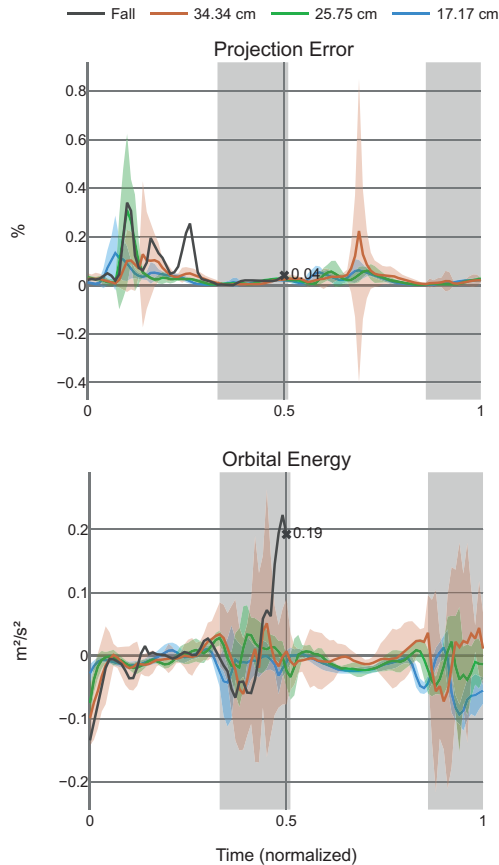 Fall 34.34 cm 25.75 cm 17.17 cm
Projection Error
0.8
0.6
0.4
%
0.2
0.04
0
−0.2
−0.4
0 0.5 1
Orbital Energy
0.2
0.19
0.1
m²/s²
0
−0.1
−0.2
0 0.5 1
Time (normalized)